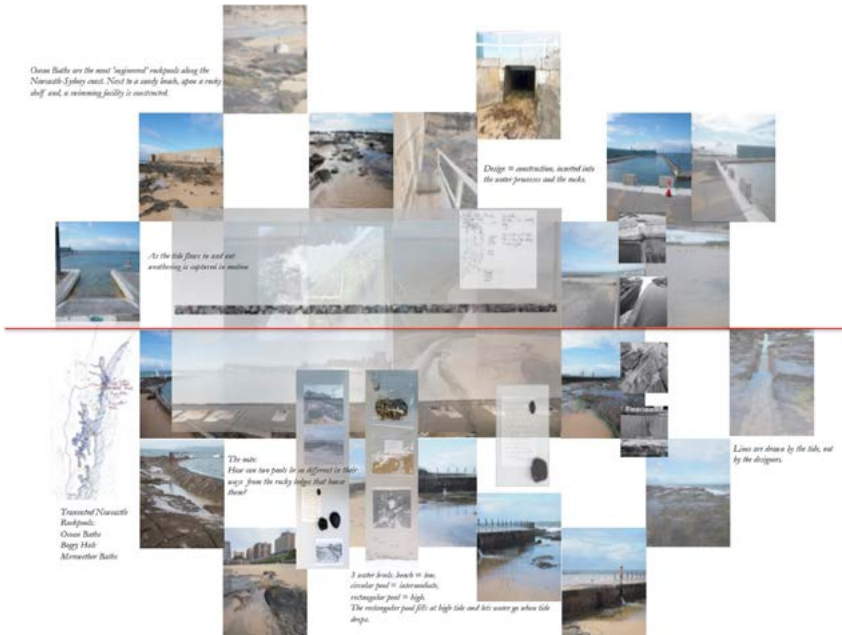 Ocean Baths are the most 'engineered' rockpools along the
Newcastle-Sydney coast. Next to a sandy beach, upon a rocky
shelf and, a swimming facility is constructed.
Design = construction, inserted into
the water processes and the rocks.
As the tide flows in and out
weathering is captured in motion
Lines are drawn by the tide, not
by the designers.
The
How can two pools be so different in their
ways from the rocky ledges that house
them?
Transected Newcastle
Rockpools:
Ocean Baths
Bogey Hole
Merewether Baths
3 water levels: beach = low,
circular pool = intermediate,
rectangular pool = high.
The rectangular pool fills at high tide and lets water go when tide
drops.